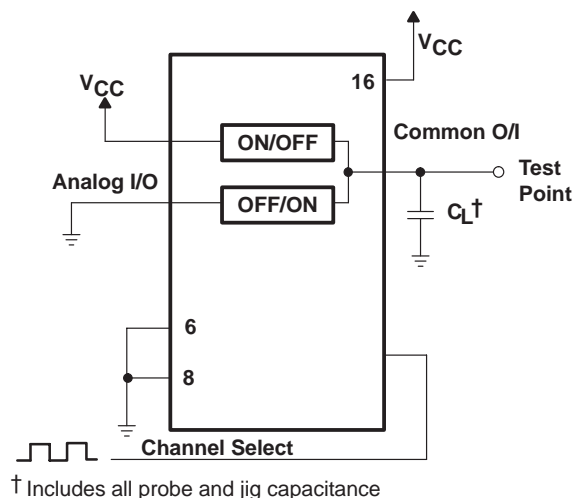 VCC
VCC
16
ON/OFF
Common O/I
Test
Point
Analog I/O
OFF/ON
CL†
6
8
Channel Select
† Includes all probe and jig capacitance